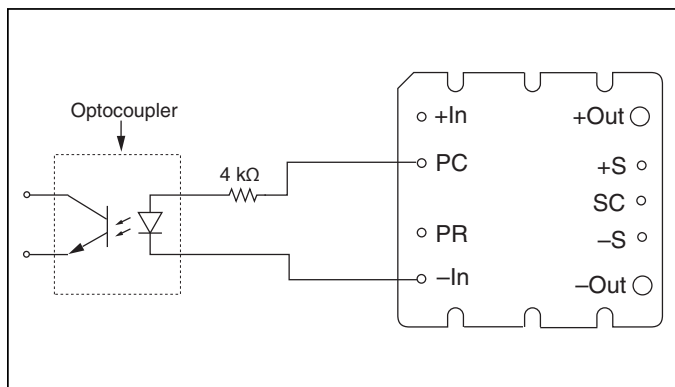 Optocoupler
4 kΩ
+In
PC
PR
–In
+Out
+S
SC
–S
–Out